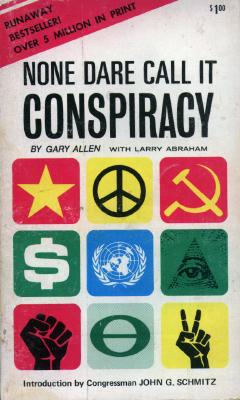 RUNAWAY
BESTSELLER!
OVER 5 MILLION IN PRINT
$1.00
NONE DARE CALL IT
CONSPIRACY
BY GARY ALLEN WITH LARRY ABRAHAM
$
Introduction by Congressman JOHN G. SCHMITZ